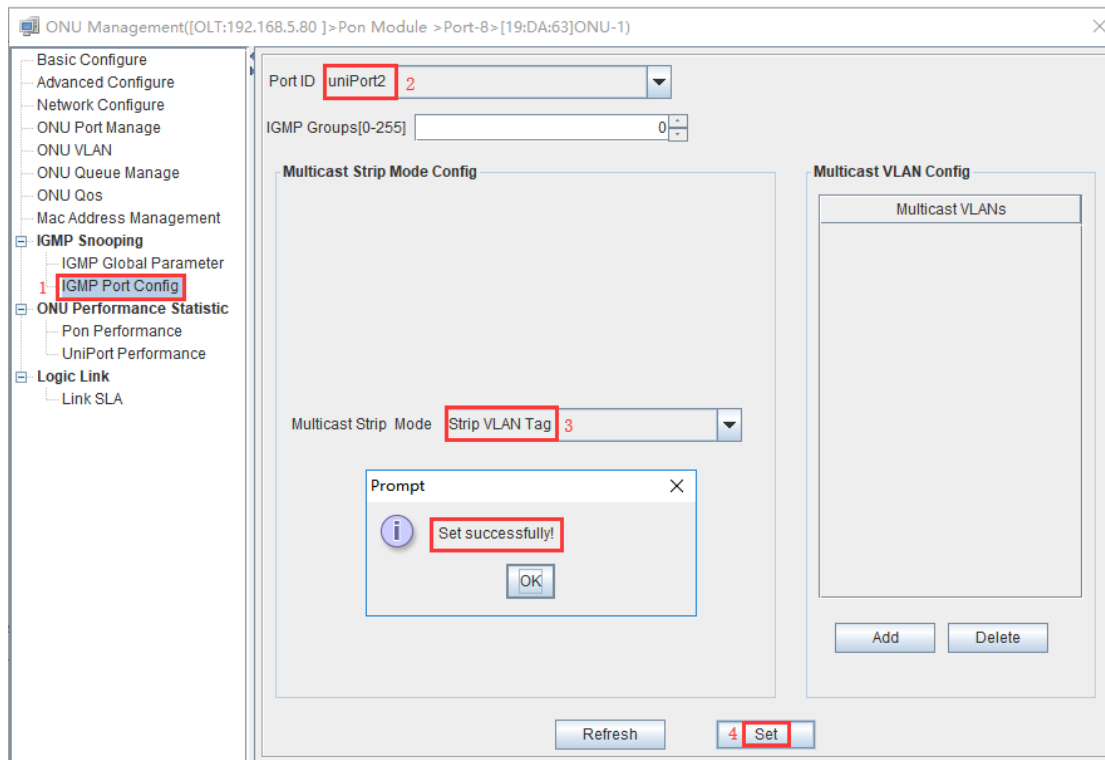 ONU Management([OLT:192.168.5.80 ]>Pon Module >Port-8>[19:DA:63]ONU-1)
Basic Configure
Advanced Configure
Network Configure
ONU Port Manage
ONU VLAN
ONU Queue Manage
ONU Qos
Mac Address Management
IGMP Snooping
IGMP Global Parameter
1 IGMP Port Config
ONU Performance Statistic
Pon Performance
UniPort Performance
Logic Link
Link SLA
Port ID uniPort2 2
IGMP Groups[0-255] 0
Multicast Strip Mode Config
Multicast Strip Mode Strip VLAN Tag 3
Prompt
i
Set successfully!
OK
Multicast VLAN Config
Multicast VLANs
Add Delete
Refresh 4 Set